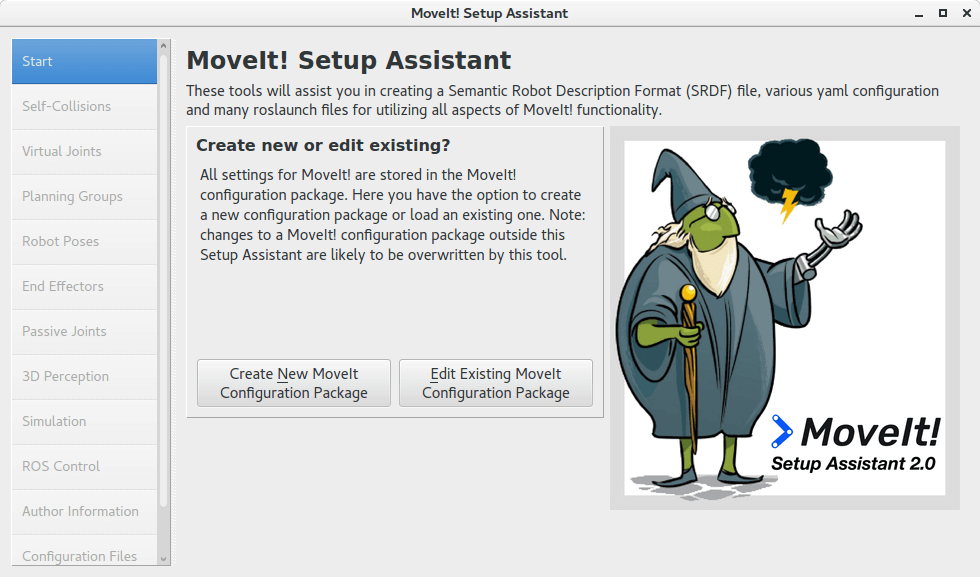 MoveIt! Setup Assistant
Start
Self-Collisions
Virtual Joints
Planning Groups
Robot Poses
End Effectors
Passive Joints
3D Perception
Simulation
ROS Control
Author Information
Configuration Files
MoveIt! Setup Assistant
These tools will assist you in creating a Semantic Robot Description Format (SRDF) file, various yaml configuration
and many roslaunch files for utilizing all aspects of MoveIt! functionality.
Create new or edit existing?
All settings for MoveIt! are stored in the MoveIt!
configuration package. Here you have the option to create
a new configuration package or load an existing one. Note:
changes to a MoveIt! configuration package outside this
Setup Assistant are likely to be overwritten by this tool.
Create New MoveIt
Configuration Package
Edit Existing MoveIt
Configuration Package
MoveIt!
Setup Assistant 2.0